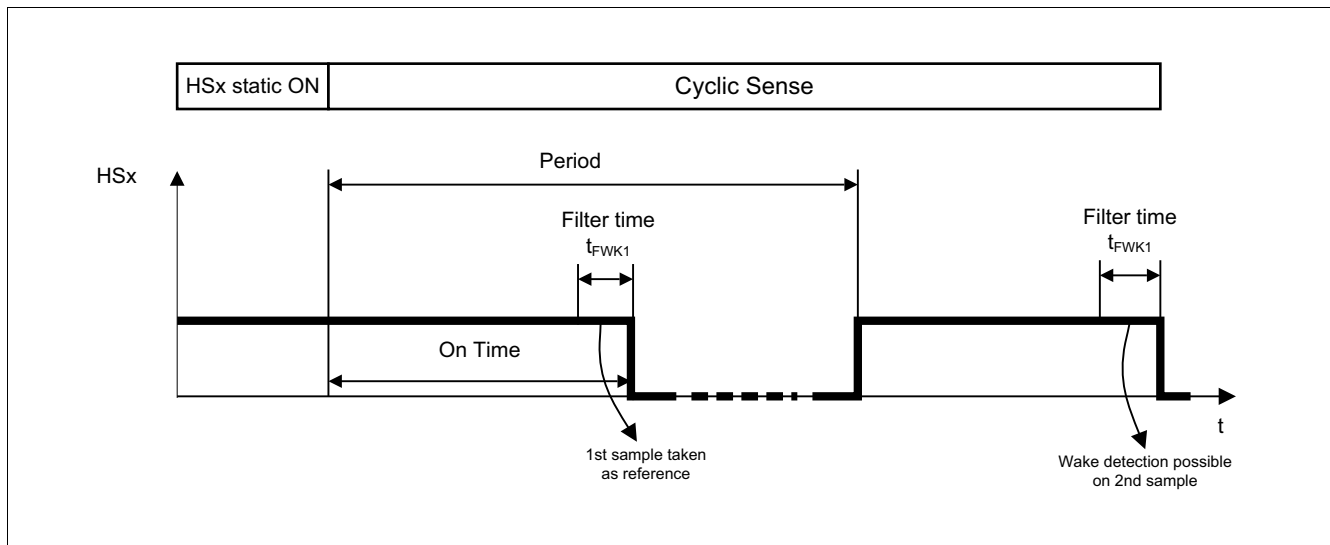 HSx static ON
Cyclic Sense
HSx
Period
Filter time
tFWK1
Filter time
tFWK1
On Time
t
1st sample taken
as reference
Wake detection possible
on 2nd sample